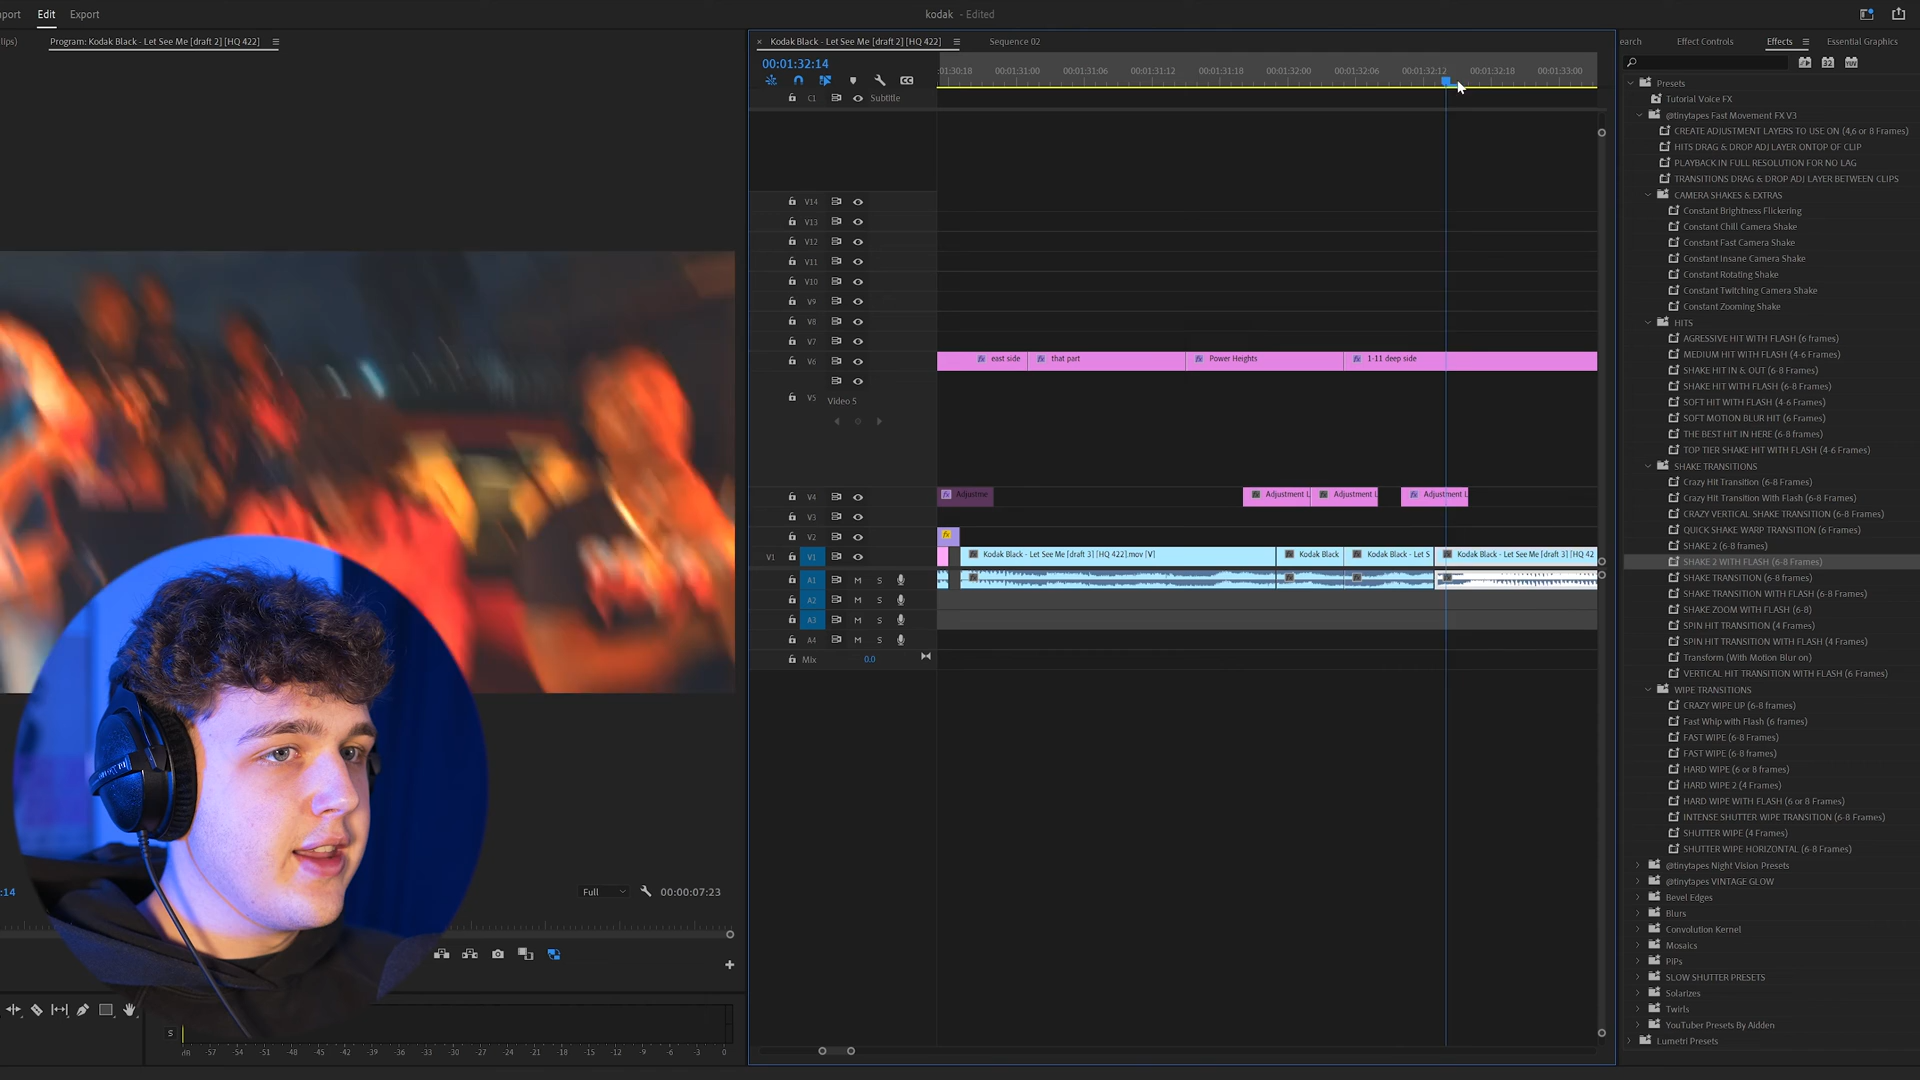 port
Edit
Export
kodak - Edited
lips)
Program: Kodak Black - Let See Me [draft 2] [HQ 422]
× Kodak Black - Let See Me [draft 2] [HQ 422]
Sequence 02
earch
Effect Controls
Effects
Essential Graphics
00:01:32:14
:01:30:18
00:01:31:00
00:01:31:06
00:01:31:12
00:01:31:18
00:01:32:00
00:01:32:06
00:01:32:12
00:01:32:18
00:01:33:00
C1
Subtitle
V14
V13
V12
V11
V10
V9
V8
V7
V6
fx east side
fx that part
fx Power Heights
fx 1-11 deep side
V5
Video 5
V4
fx Adjustme
fx Adjustment L
fx Adjustment L
fx Adjustment L
V3
V2
fx
V1
V1
fx Kodak Black - Let See Me [draft 3] [HQ 422].mov [V]
fx Kodak Black
fx Kodak Black - Let S
fx Kodak Black - Let See Me [draft 3] [HQ 42
A1 M S
A2 M S
A3 M S
A4 M S
Mix
0.0
Presets
Tutorial Voice FX
@tinytapes Fast Movement FX V3
CREATE ADJUSTMENT LAYERS TO USE ON (4,6 or 8 Frames)
HITS DRAG & DROP ADJ LAYER ONTOP OF CLIP
PLAYBACK IN FULL RESOLUTION FOR NO LAG
TRANSITIONS DRAG & DROP ADJ LAYER BETWEEN CLIPS
CAMERA SHAKES & EXTRAS
Constant Brightness Flickering
Constant Chill Camera Shake
Constant Fast Camera Shake
Constant Insane Camera Shake
Constant Rotating Shake
Constant Twitching Camera Shake
Constant Zooming Shake
HITS
AGRESSIVE HIT WITH FLASH (6 frames)
MEDIUM HIT WITH FLASH (4-6 Frames)
SHAKE HIT IN & OUT (6-8 Frames)
SHAKE HIT WITH FLASH (6-8 Frames)
SOFT HIT WITH FLASH (4-6 Frames)
SOFT MOTION BLUR HIT (6 Frames)
THE BEST HIT IN HERE (6-8 frames)
TOP TIER SHAKE HIT WITH FLASH (4-6 Frames)
SHAKE TRANSITIONS
Crazy Hit Transition (6-8 Frames)
Crazy Hit Transition With Flash (6-8 Frames)
CRAZY VERTICAL SHAKE TRANSITION (6-8 Frames)
QUICK SHAKE WARP TRANSITION (6 Frames)
SHAKE 2 (6-8 frames)
SHAKE 2 WITH FLASH (6-8 Frames)
SHAKE TRANSITION (6-8 frames)
SHAKE TRANSITION WITH FLASH (6-8 Frames)
SHAKE ZOOM WITH FLASH (6-8)
SPIN HIT TRANSITION (4 Frames)
SPIN HIT TRANSITION WITH FLASH (4 Frames)
Transform (With Motion Blur on)
VERTICAL HIT TRANSITION WITH FLASH (6 Frames)
WIPE TRANSITIONS
CRAZY WIPE UP (6-8 frames)
Fast Whip with Flash (6 frames)
FAST WIPE (6-8 Frames)
FAST WIPE (6-8 frames)
HARD WIPE (6 or 8 frames)
HARD WIPE 2 (4 Frames)
HARD WIPE WITH FLASH (6 or 8 Frames)
INTENSE SHUTTER WIPE TRANSITION (6-8 Frames)
SHUTTER WIPE (4 Frames)
SHUTTER WIPE HORIZONTAL (6-8 Frames)
@tinytapes Night Vision Presets
@tinytapes VINTAGE GLOW
Bevel Edges
Blurs
Convolution Kernel
Mosaics
PiPs
SLOW SHUTTER PRESETS
Solarizes
Twirls
YouTuber Presets By Aidden
Lumetri Presets
:14
Full
00:00:07:23
S
dB -57 -54 -51 -48 -45 -42 -39 -36 -33 -30 -27 -24 -21 -18 -15 -12 -9 -6 -3 0